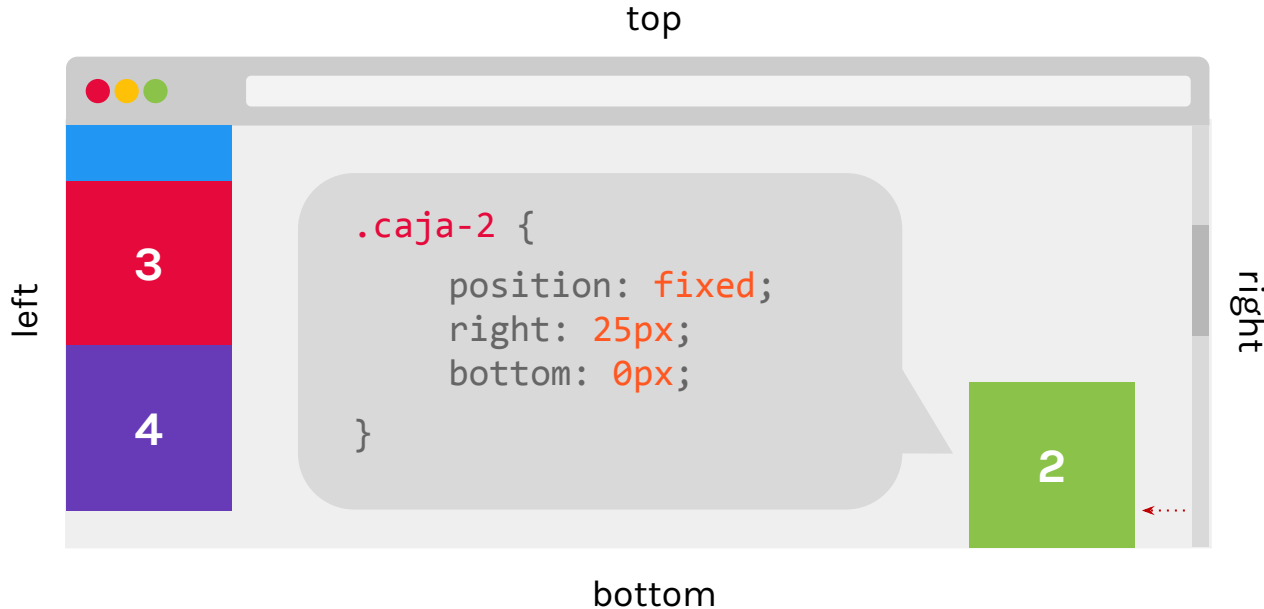 top
left
3
4
.caja-2 {
position: fixed;
right: 25px;
bottom: 0px;
}
2
right
bottom